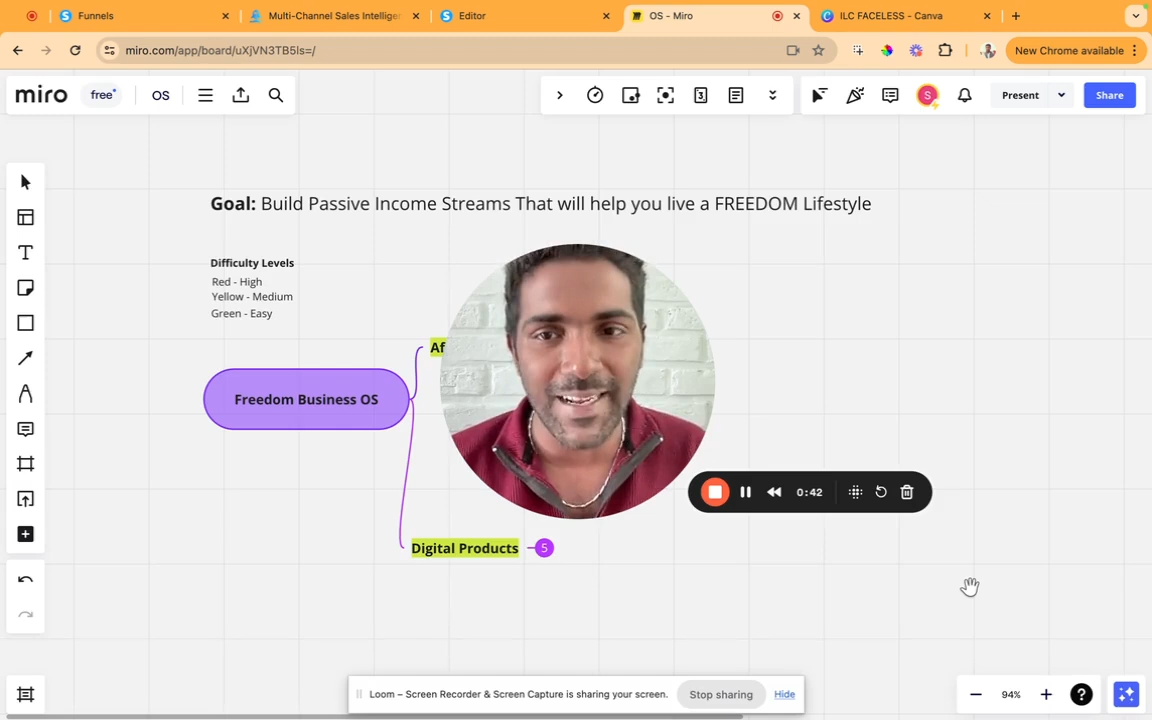 Funnels
Multi-Channel Sales Intelligen
Editor
OS - Miro
ILC FACELESS - Canva
miro.com/app/board/uXjVN3TB5Is=/
New Chrome available
miro
free
OS
3
S
Present
Share
Goal: Build Passive Income Streams That will help you live a FREEDOM Lifestyle
Difficulty Levels
Red - High
Yellow - Medium
Green - Easy
Af
Freedom Business OS
0:42
Digital Products
5
Loom – Screen Recorder & Screen Capture is sharing your screen.
Stop sharing
Hide
94%
?